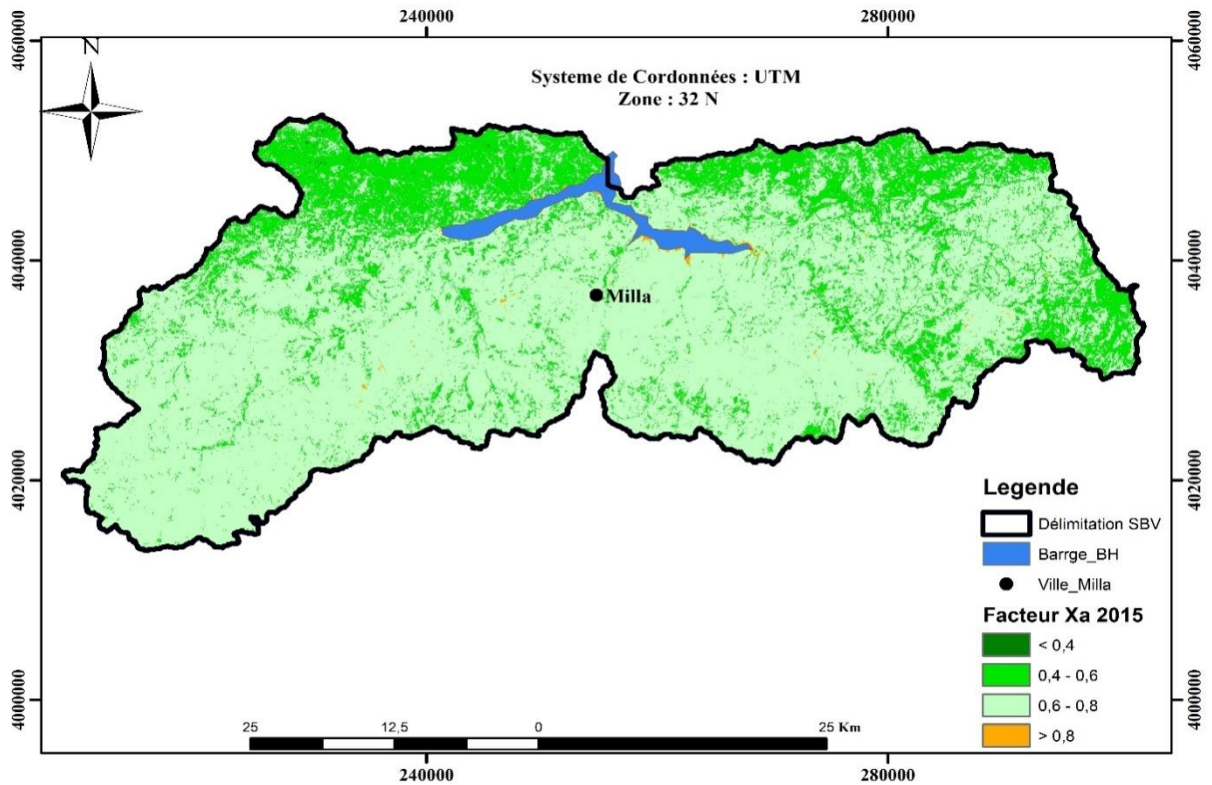 240000
280000
4060000
4060000
N
Systeme de Cordonnées : UTM
Zone : 32 N
4040000
4040000
Milla
4020000
4020000
Legende
Délimitation SBV
Barrge_BH
Ville_Milla
Facteur Xa 2015
< 0,4
0,4 - 0,6
0,6 - 0,8
> 0,8
4000000
4000000
25 12,5 0 25 Km
240000
280000